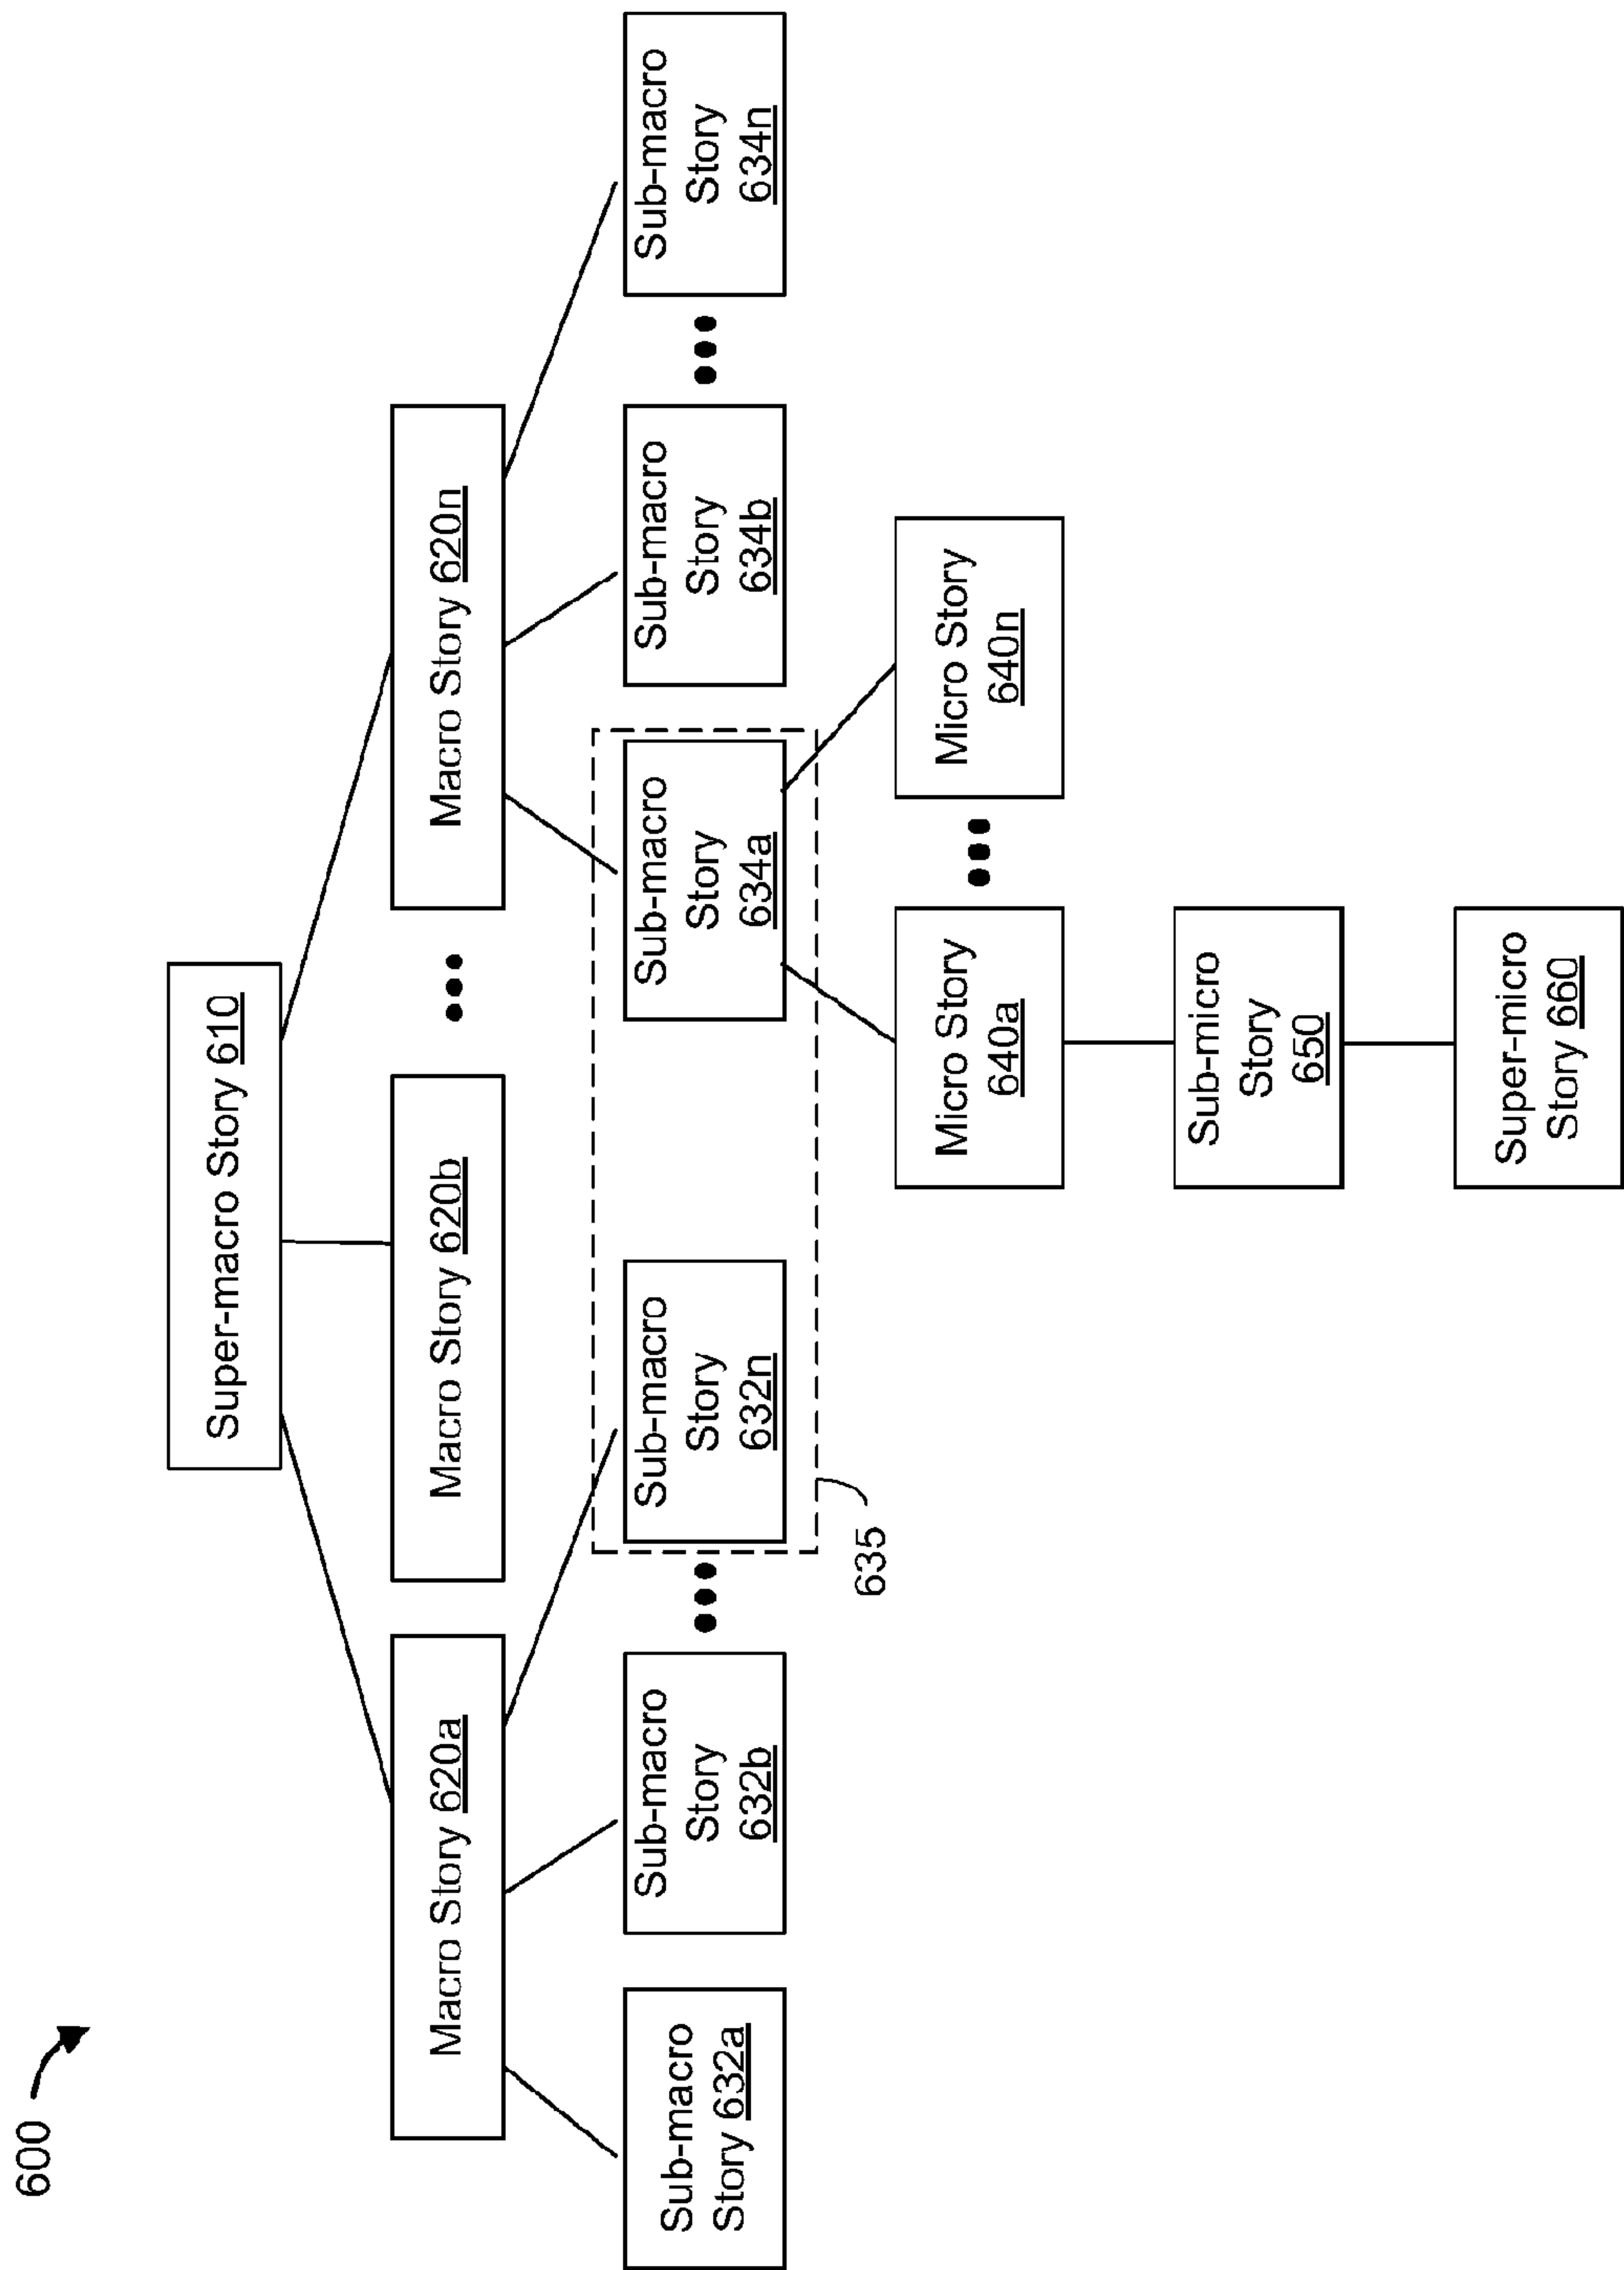 600
Super-macro Story 610
Macro Story 620a
Macro Story 620b
Macro Story 620n
Sub-macro
Story 632a
Sub-macro
Story
632b
Sub-macro
Story
632n
Sub-macro
Story
634a
Sub-macro
Story
634b
Sub-macro
Story
634n
635
Micro Story
640a
Micro Story
640n
Sub-micro
Story
650
Super-micro
Story 660